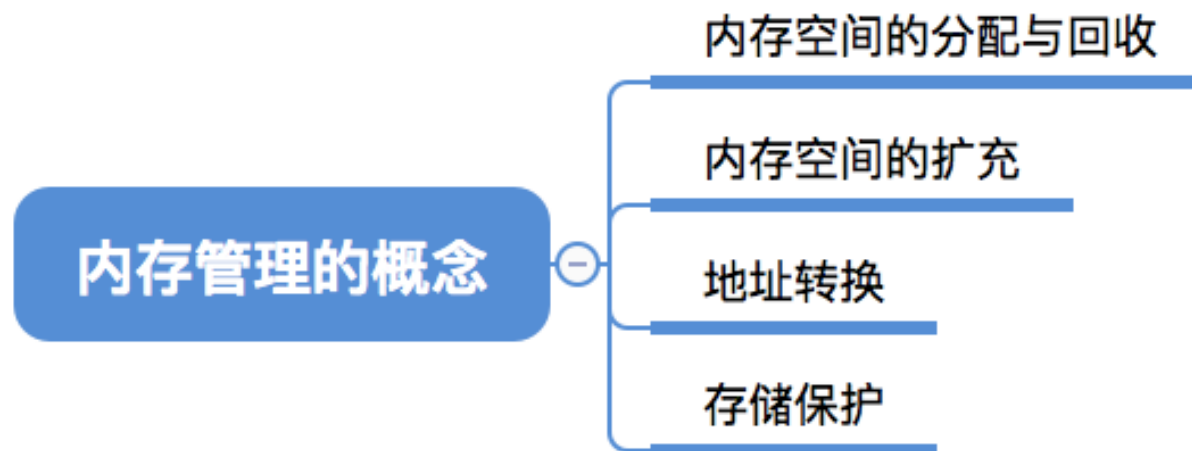 内存管理的概念
内存空间的分配与回收
内存空间的扩充
地址转换
存储保护